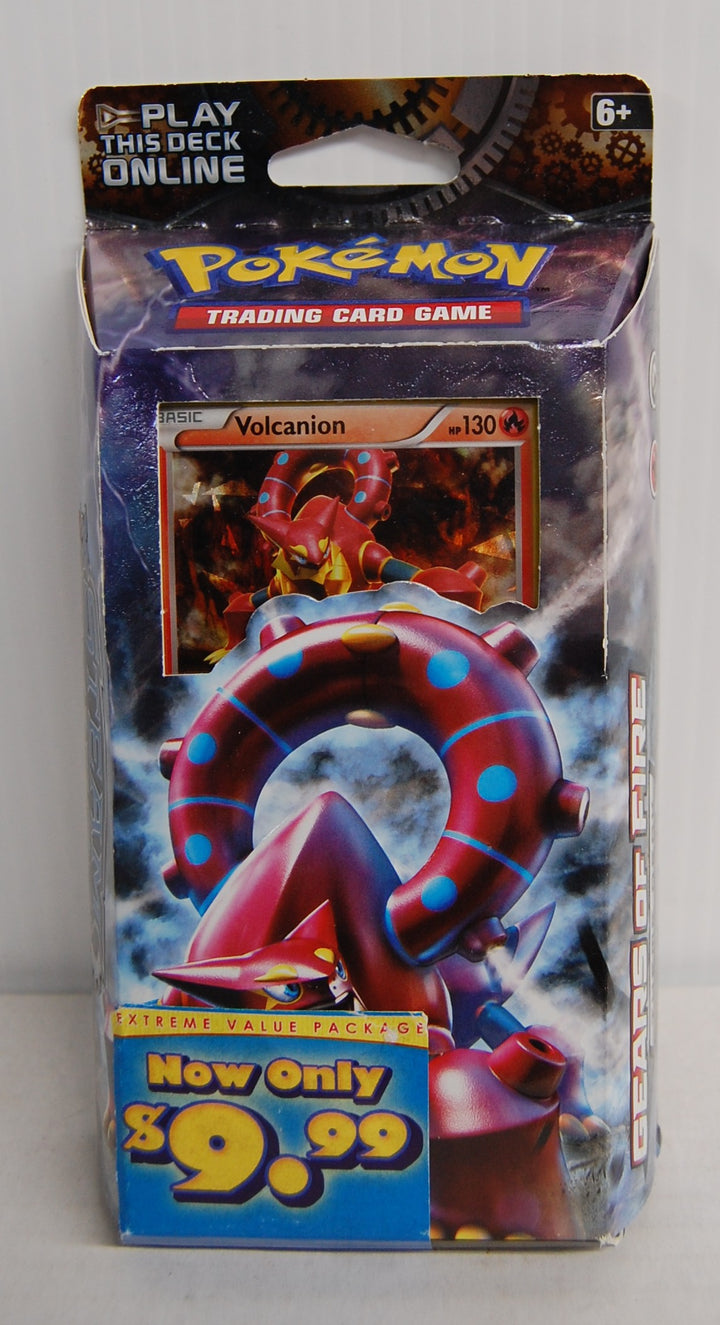 PLAY
THIS DECK
ONLINE
6+
POKéMON
TRADING CARD GAME
BASIC
Volcanion
HP130
GEARS OF FIRE
EXTREME VALUE PACKAGE
Now Only
$9.99